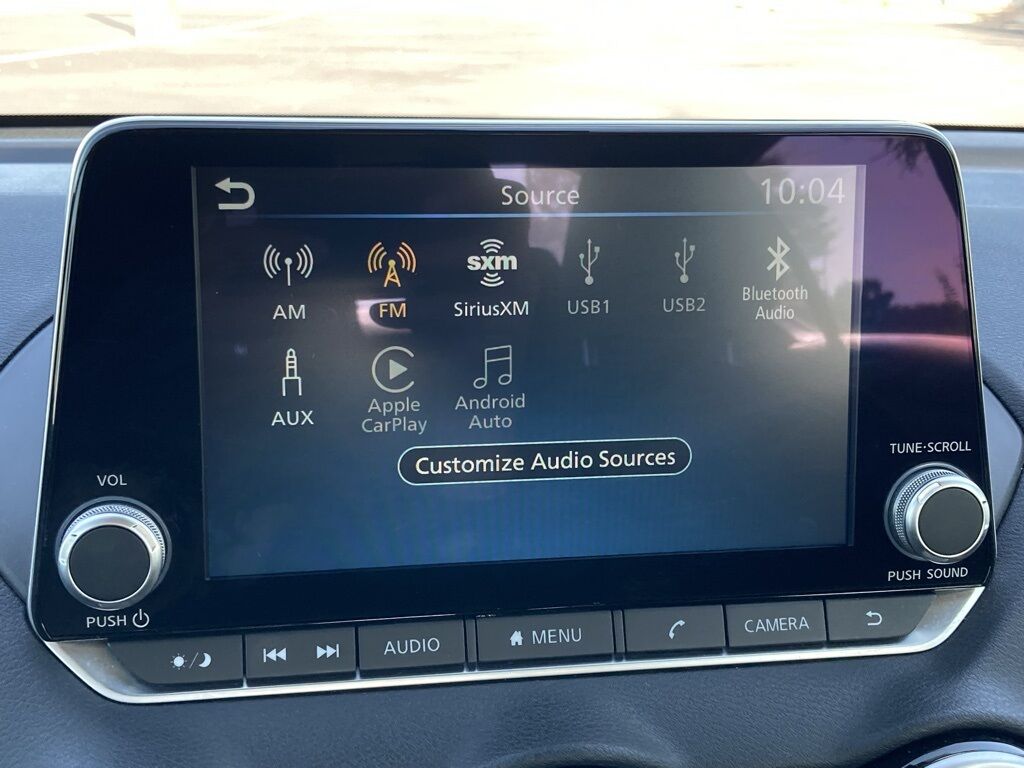 Source
10:04
AM
FM
sxm
SiriusXM
USB1
USB2
Bluetooth
Audio
AUX
Apple
CarPlay
Android
Auto
Customize Audio Sources
VOL
PUSH
TUNE·SCROLL
PUSH SOUND
AUDIO
MENU
CAMERA